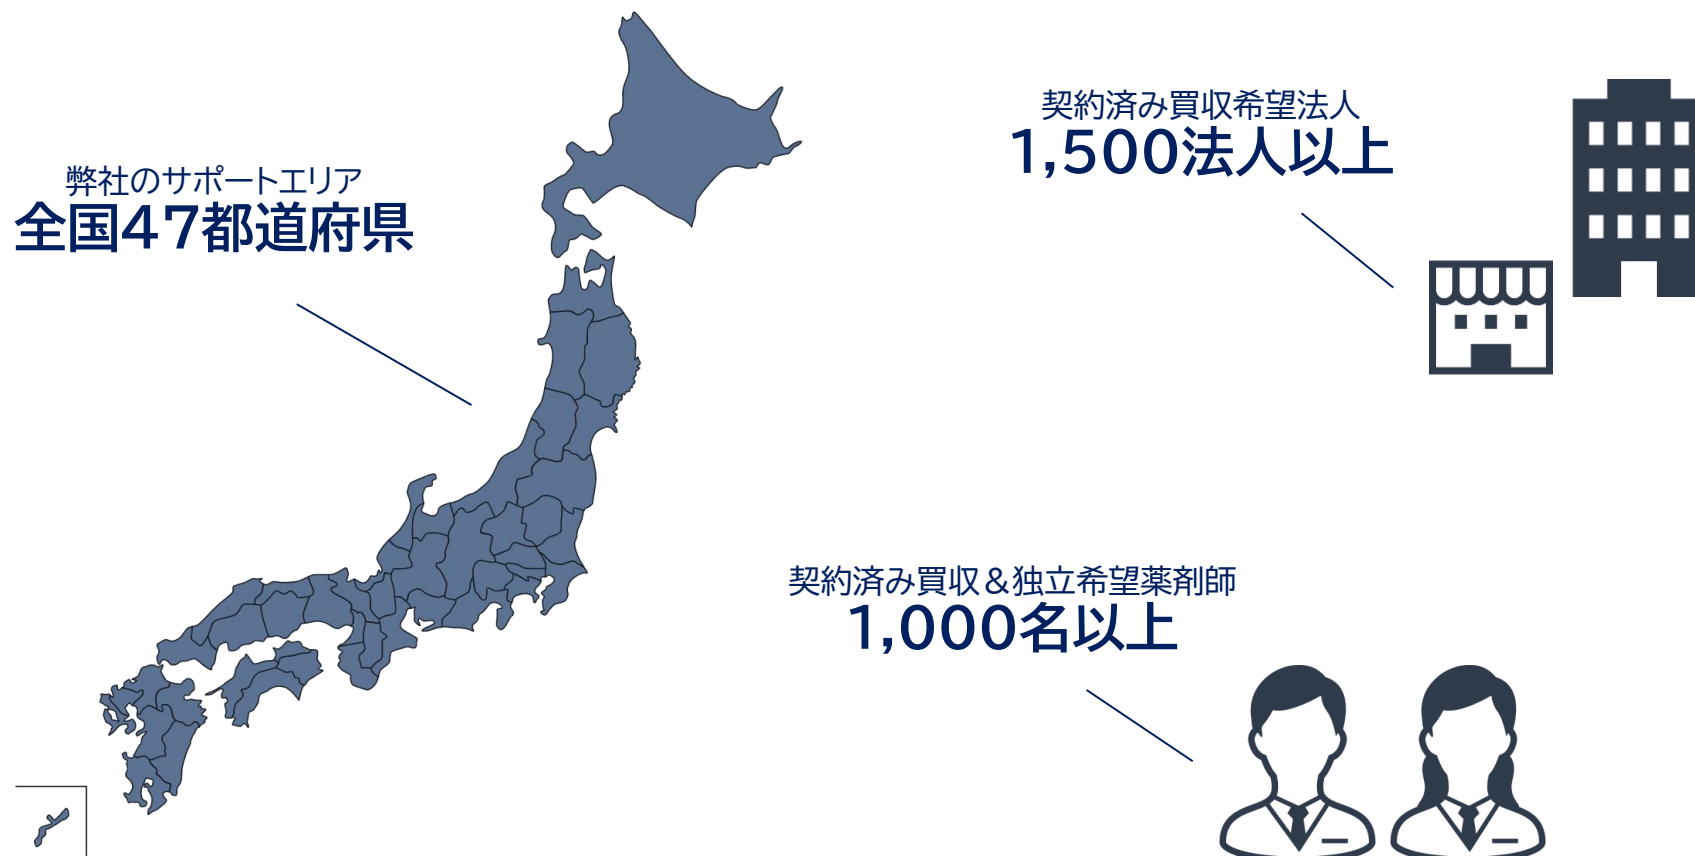 弊社のサポートエリア
全国47都道府県
契約済み買収希望法人
1,500法人以上
契約済み買収&独立希望薬剤師
1,000名以上